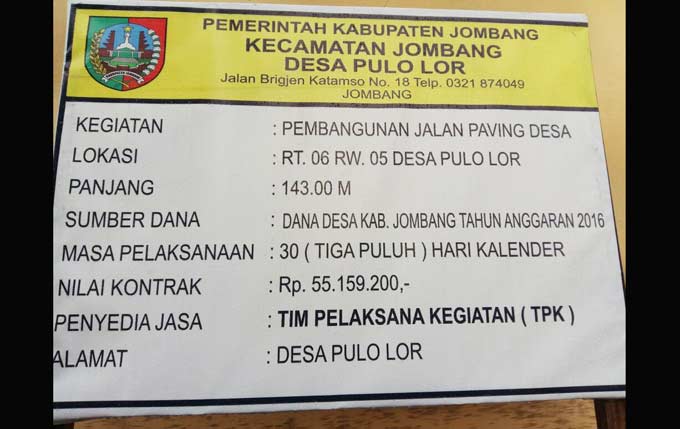 PEMERINTAH KABUPATEN JOMBANG
KECAMATAN JOMBANG
DESA PULO LOR
Jalan Brigjen Katamso No. 18 Telp. 0321 874049
JOMBANG
KEGIATAN : PEMBANGUNAN JALAN PAVING DESA
LOKASI : RT. 06 RW. 05 DESA PULO LOR
PANJANG : 143.00 M
SUMBER DANA : DANA DESA KAB. JOMBANG TAHUN ANGGARAN 2016
MASA PELAKSANAAN : 30 ( TIGA PULUH ) HARI KALENDER
NILAI KONTRAK : Rp. 55.159.200,-
PENYEDIA JASA : TIM PELAKSANA KEGIATAN ( TPK )
ALAMAT : DESA PULO LOR